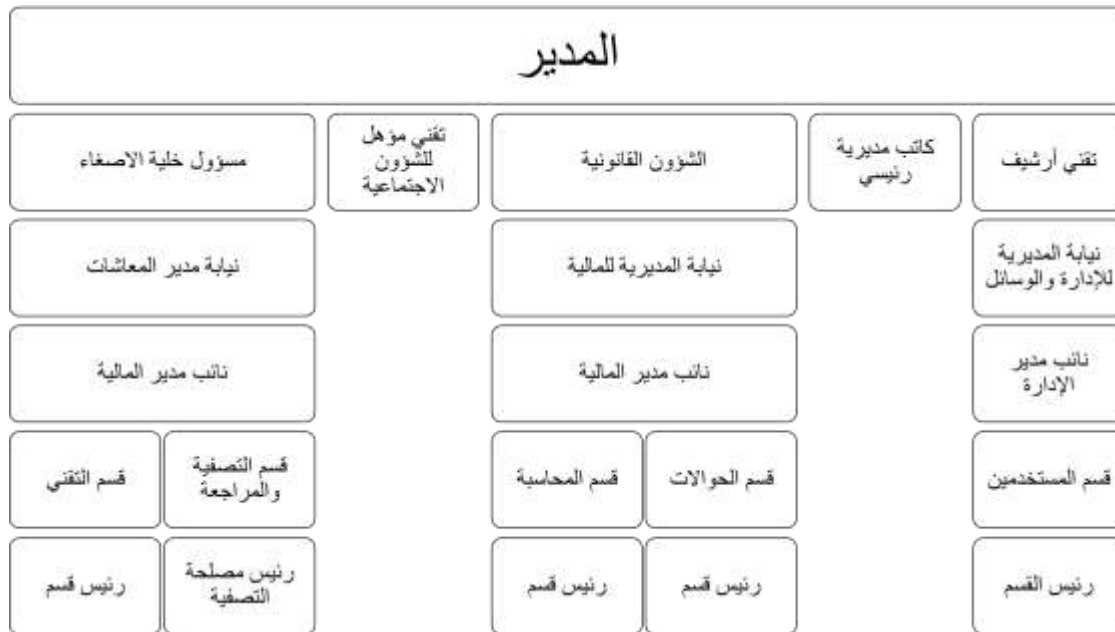 المدير
تقني أرشيف
كاتب مديرية
رئيسي
الشؤون القانونية
تقني مؤهل
للشؤون
الاجتماعية
مسؤول خلية الاصغاء
نيابة المديرية
للإدارة والوسائل
نيابة المديرية للمالية
نيابة مدير المعاشات
نائب مدير
الإدارة
نائب مدير المالية
نائب مدير المالية
قسم المستخدمين
قسم الحوالات
قسم المحاسبة
قسم التصفية
والمراجعة
قسم التقني
رئيس القسم
رئيس قسم
رئيس قسم
رئيس مصلحة
التصفية
رئيس قسم